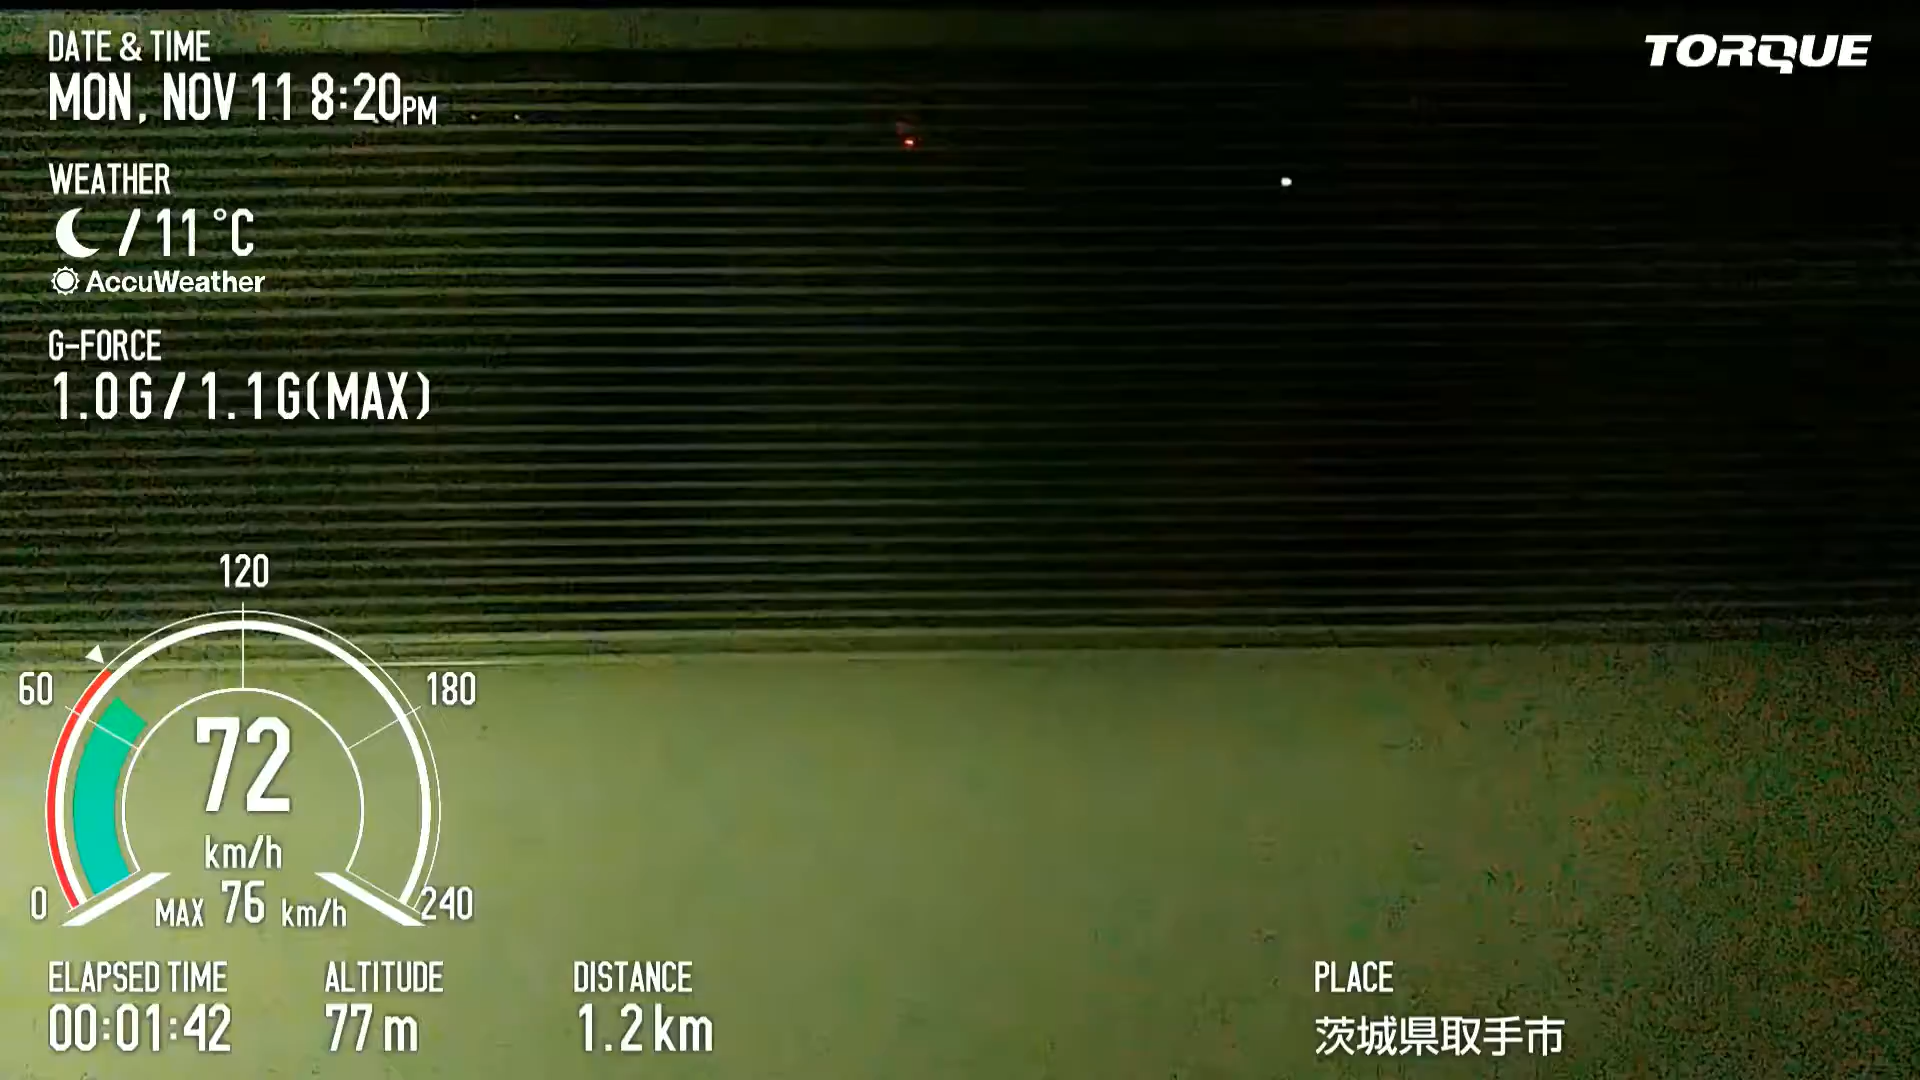 DATE & TIME
MON, NOV 11 8:20PM
TORQUE
WEATHER
/ 11 °C
AccuWeather
G-FORCE
1.0G / 1.1G(MAX)
120
60
180
72
km/h
0
MAX 76 km/h
240
ELAPSED TIME
00:01:42
ALTITUDE
77 m
DISTANCE
1.2 km
PLACE
茨城県取手市